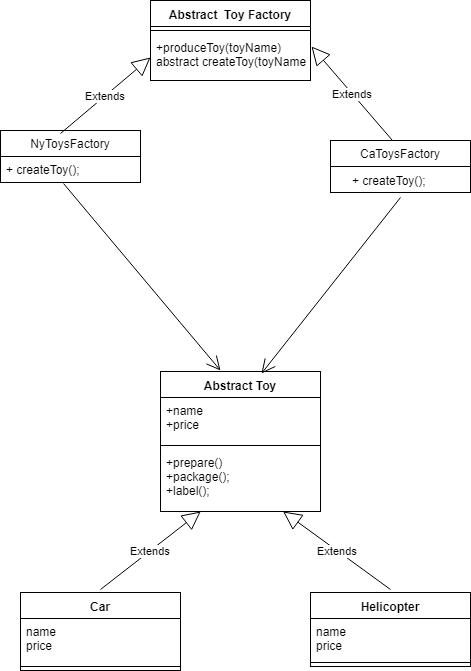 Abstract Toy Factory
+produceToy(toyName)
abstract createToy(toyName
Extends
Extends
NyToysFactory
+ createToy();
CaToysFactory
+ createToy();
Abstract Toy
+name
+price
+prepare()
+package();
+label();
Extends
Extends
Car
name
price
Helicopter
name
price